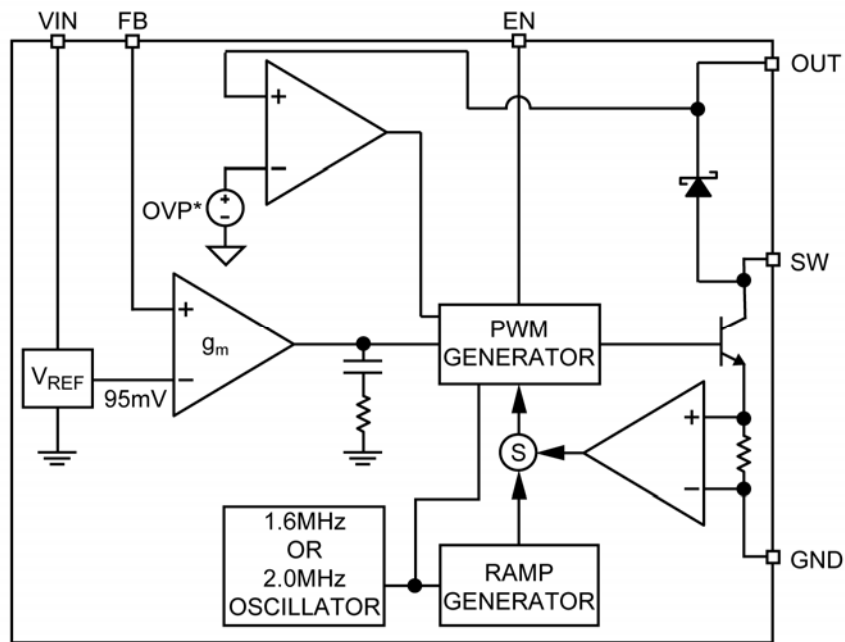 VIN
FB
EN
OUT
+
−
OVP*
+
−
SW
+
gm
−
VREF
95mV
PWM
GENERATOR
+
−
S
1.6MHz
OR
2.0MHz
OSCILLATOR
RAMP
GENERATOR
GND